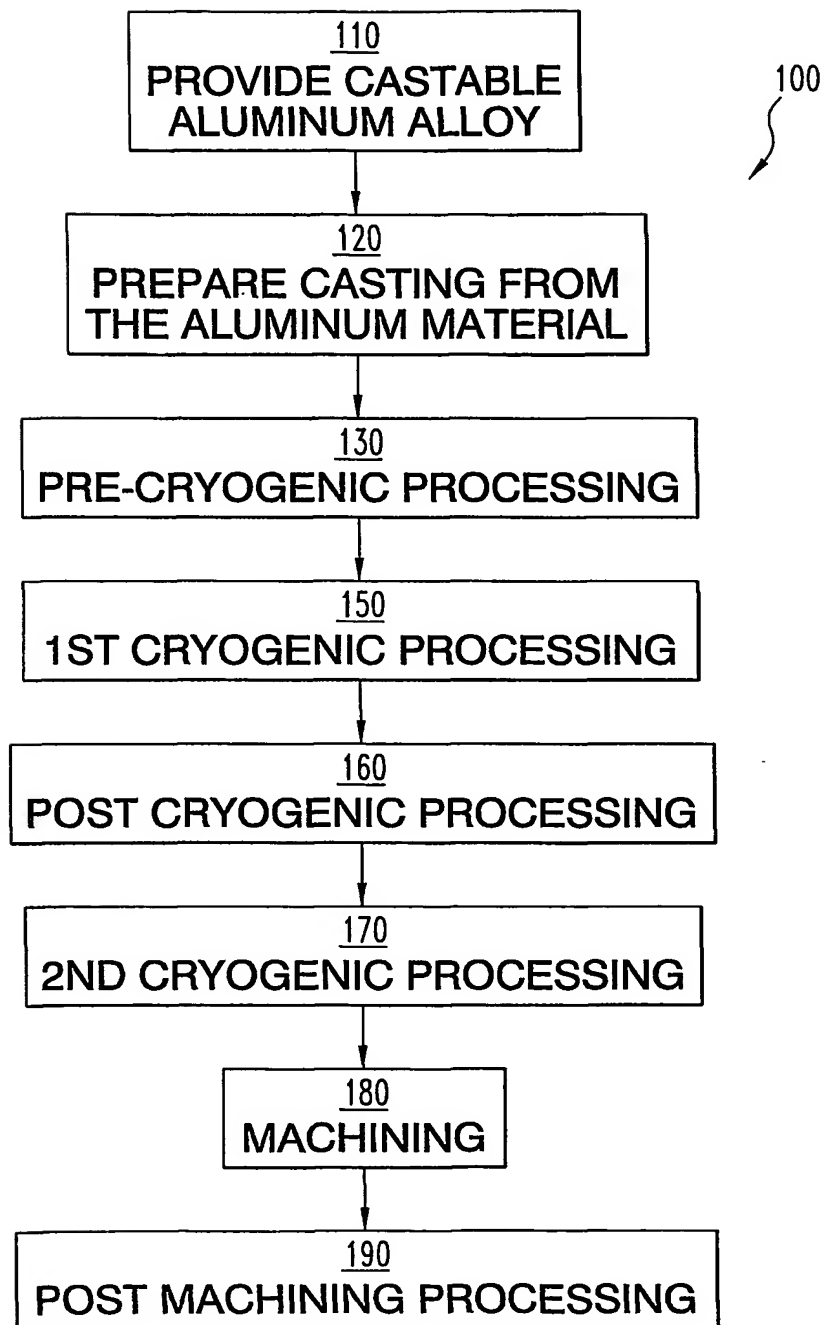 110
PROVIDE CASTABLE
ALUMINUM ALLOY
100
120
PREPARE CASTING FROM
THE ALUMINUM MATERIAL
130
PRE-CRYOGENIC PROCESSING
150
1ST CRYOGENIC PROCESSING
160
POST CRYOGENIC PROCESSING
170
2ND CRYOGENIC PROCESSING
180
MACHINING
190
POST MACHINING PROCESSING